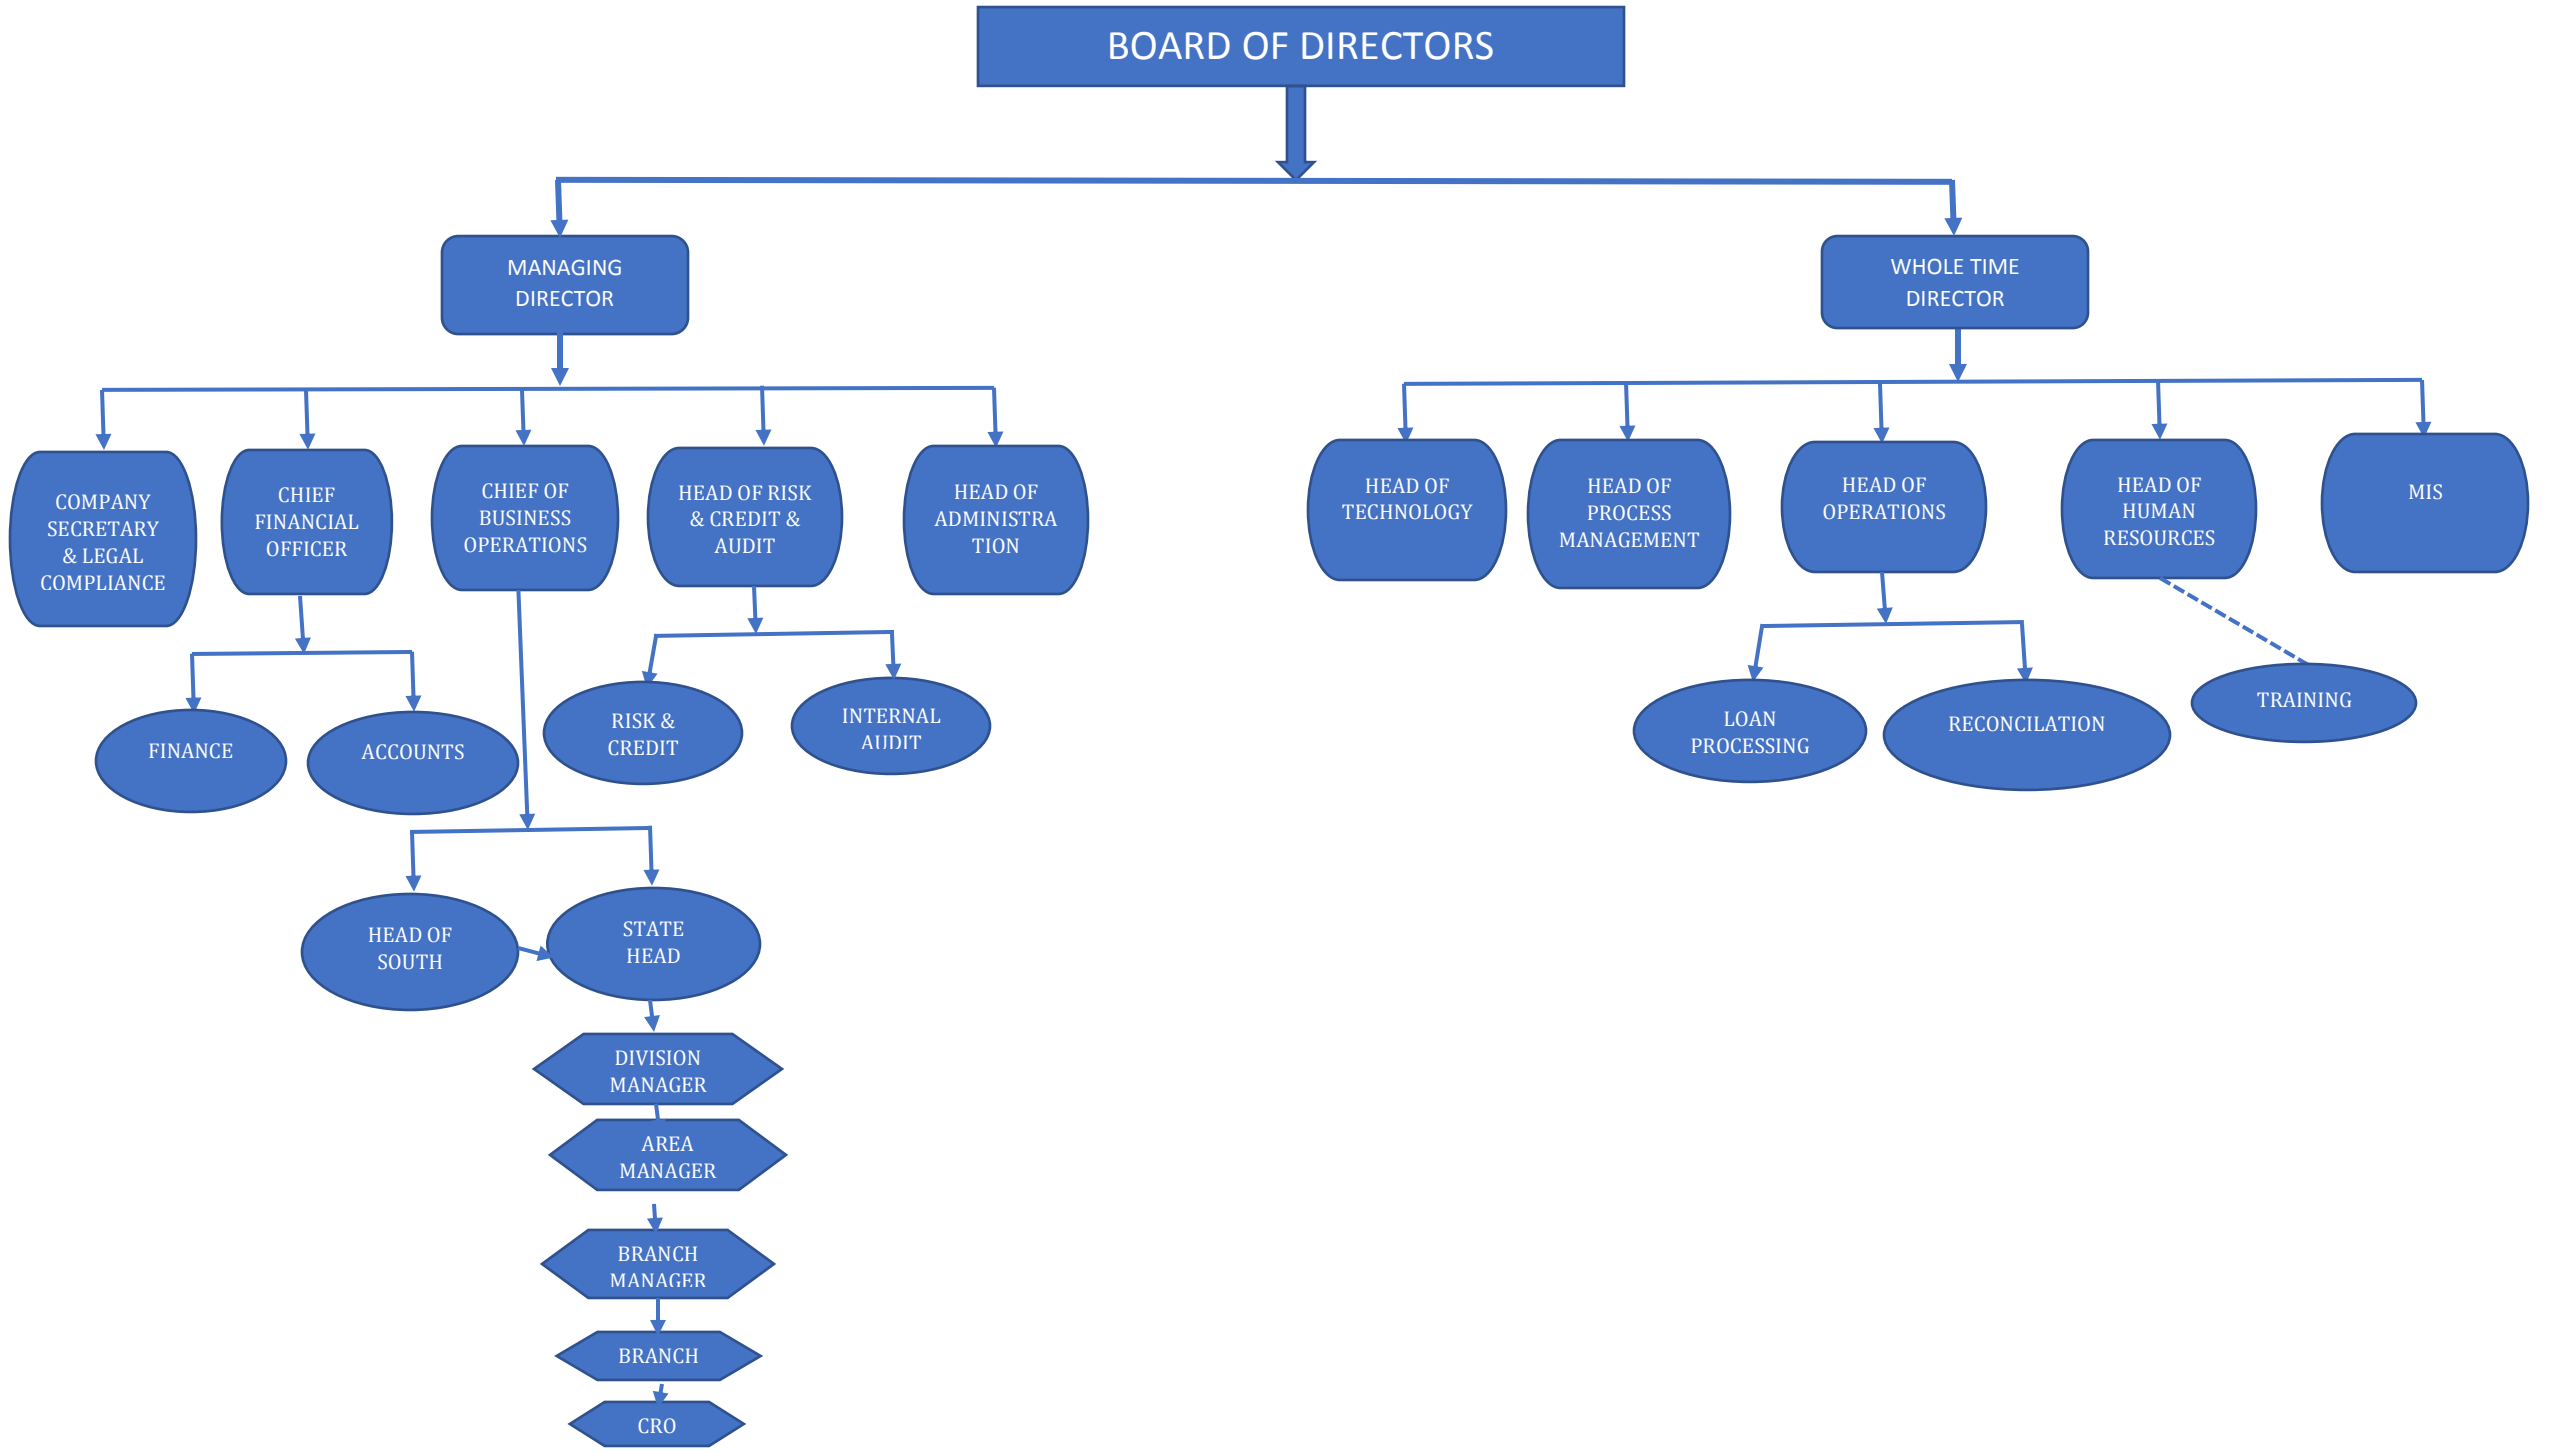 BOARD OF DIRECTORS
MANAGING
DIRECTOR
WHOLE TIME
DIRECTOR
COMPANY
SECRETARY
& LEGAL
COMPLIANCE
CHIEF
FINANCIAL
OFFICER
CHIEF OF
BUSINESS
OPERATIONS
HEAD OF RISK
& CREDIT &
AUDIT
HEAD OF
ADMINISTRA
TION
HEAD OF
TECHNOLOGY
HEAD OF
PROCESS
MANAGEMENT
HEAD OF
OPERATIONS
HEAD OF
HUMAN
RESOURCES
MIS
FINANCE
ACCOUNTS
RISK &
CREDIT
INTERNAL
AUDIT
LOAN
PROCESSING
RECONCILATION
TRAINING
HEAD OF
SOUTH
STATE
HEAD
DIVISION
MANAGER
AREA
MANAGER
BRANCH
MANAGER
BRANCH
CRO